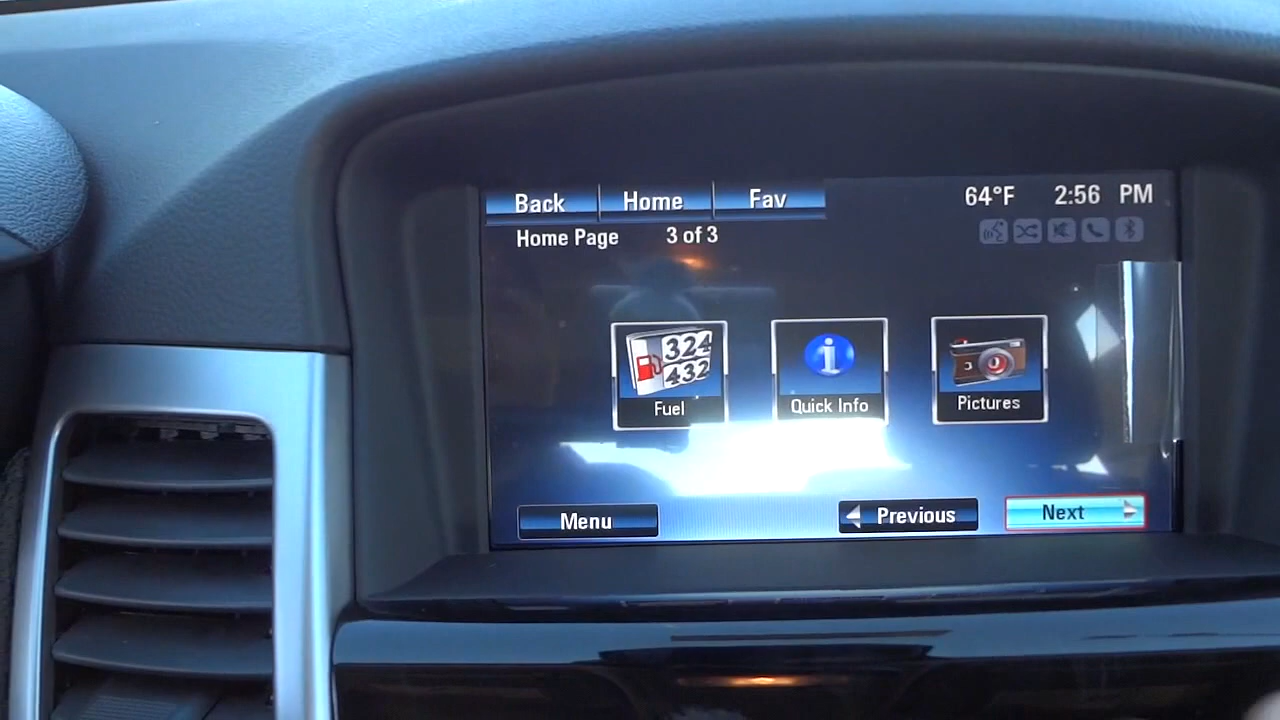 Back Home Fav 64°F 2:56 PM
Home Page 3 of 3
324
432
Fuel Quick Info Pictures
Menu Previous Next